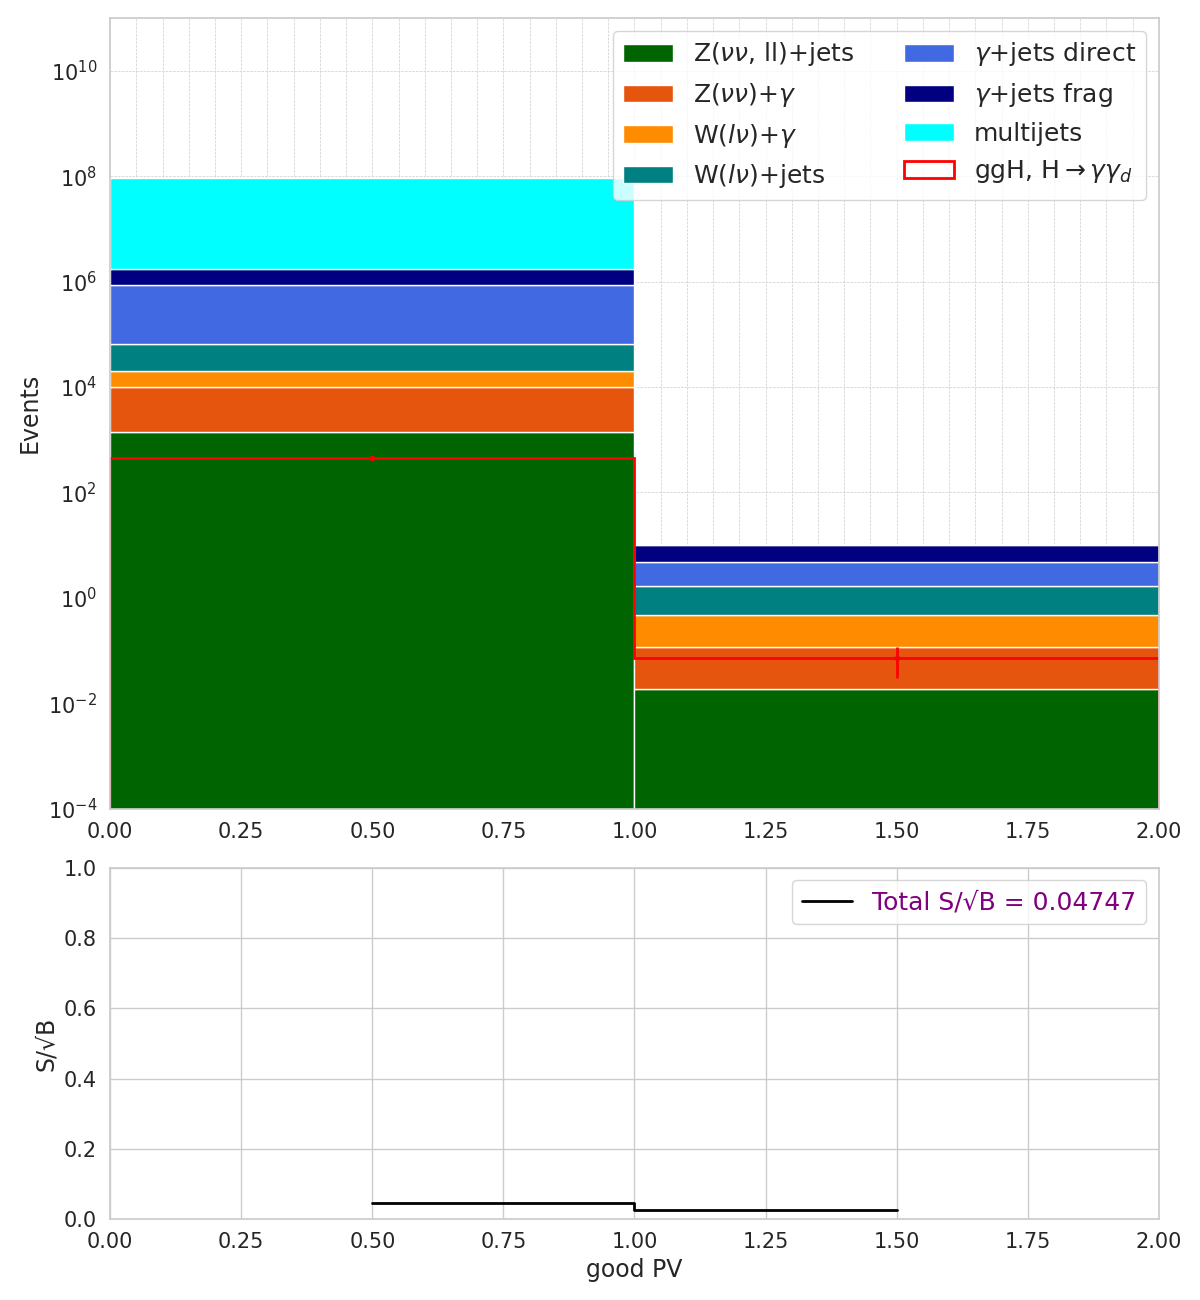 Z(νν, ll)+jets
Z(νν)+γ
W(lν)+γ
W(lν)+jets
γ+jets direct
γ+jets frag
multijets
ggH, H→γγ_d
Events
10^10
10^8
10^6
10^4
10^2
10^0
10^−2
10^−4
0.00 0.25 0.50 0.75 1.00 1.25 1.50 1.75 2.00
Total S/√B = 0.04747
S/√B
1.0
0.8
0.6
0.4
0.2
0.0
0.00 0.25 0.50 0.75 1.00 1.25 1.50 1.75 2.00
good PV